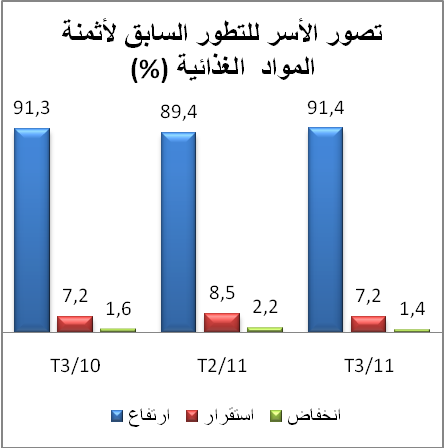 تصور الأسر للتطور السابق لأثمنة
المواد الغذائية (%)
91,3
89,4
91,4
7,2
1,6
8,5
2,2
7,2
1,4
T3/10
T2/11
T3/11
ارتفاع
استقرار
انخفاض